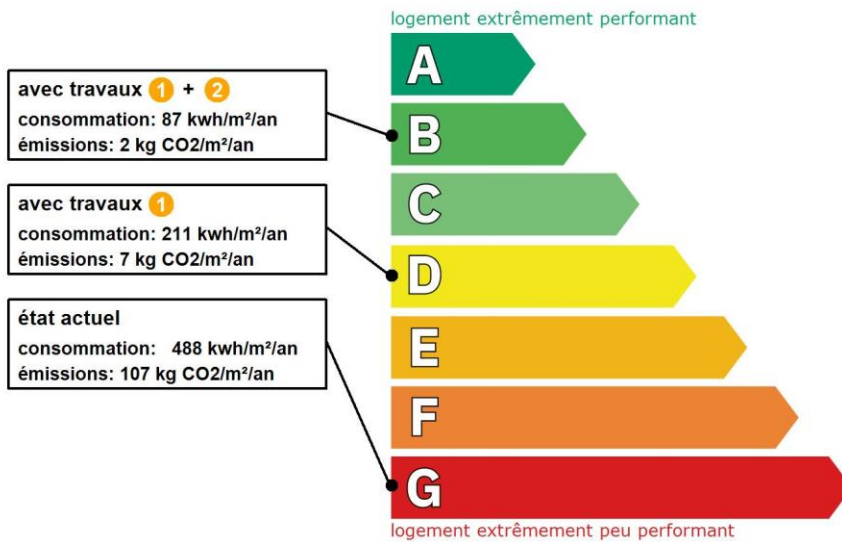 logement extrêmement performant
avec travaux 1 + 2
consommation: 87 kwh/m²/an
émissions: 2 kg CO2/m²/an
avec travaux 1
consommation: 211 kwh/m²/an
émissions: 7 kg CO2/m²/an
état actuel
consommation: 488 kwh/m²/an
émissions: 107 kg CO2/m²/an
A
B
C
D
E
F
G
logement extrêmement peu performant